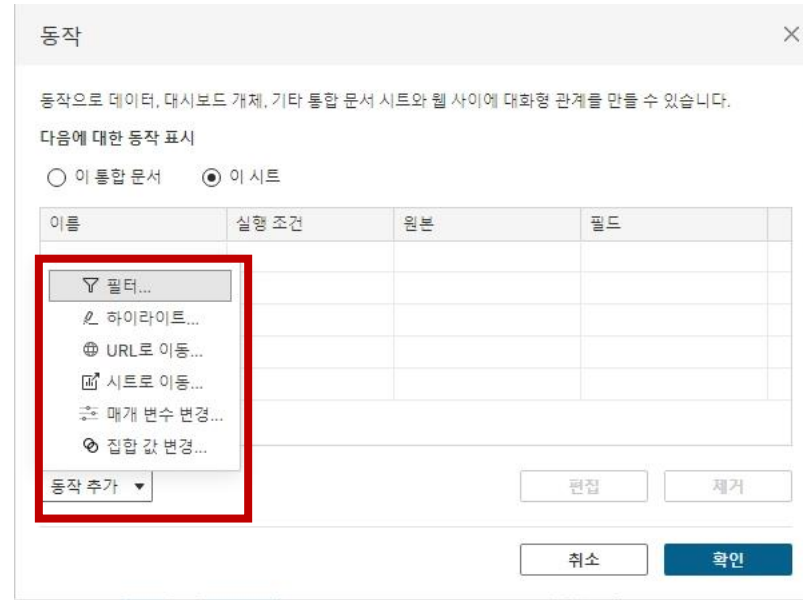 동작
동작으로 데이터, 대시보드 개체, 기타 통합 문서 시트와 웹 사이에 대화형 관계를 만들 수 있습니다.
다음에 대한 동작 표시
이 통합 문서 이 시트
이름 실행 조건 원본 필드
필터...
하이라이트...
URL로 이동...
시트로 이동...
매개 변수 변경...
집합 값 변경...
동작 추가 편집 제거
취소 확인